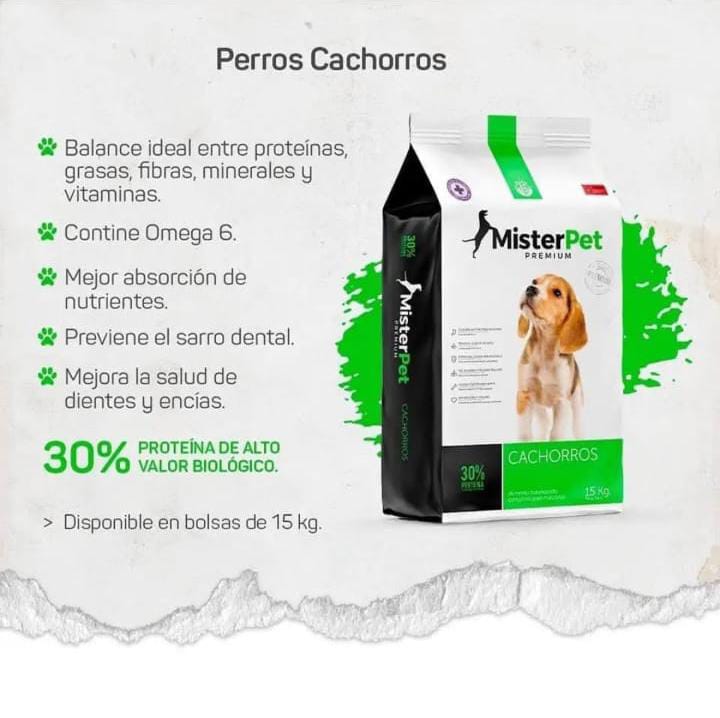 Perros Cachorros
Balance ideal entre proteínas,
grasas, fibras, minerales y
vitaminas.
Contine Omega 6.
Mejor absorción de
nutrientes.
Previene el sarro dental.
Mejora la salud de
dientes y encías.
30% PROTEÍNA DE ALTO
VALOR BIOLÓGICO.
> Disponible en bolsas de 15 kg.
MisterPet
PREMIUM
CACHORROS
30%
PROTEINA
15 Kg.
30%
MisterPet
PREMIUM
CACHORROS